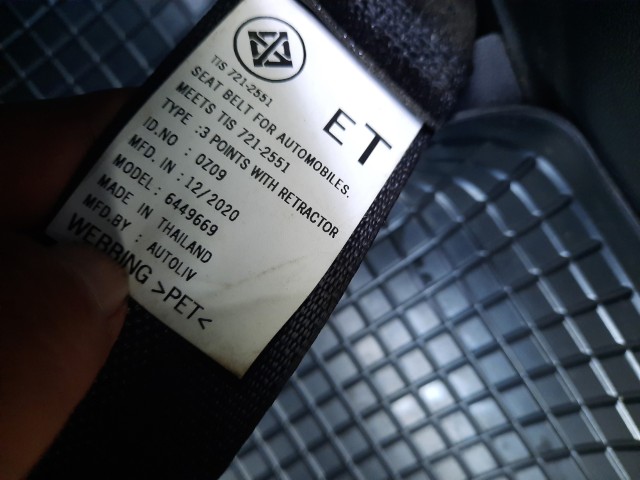 TIS 721-2551
ET
SEAT BELT FOR AUTOMOBILES.
MEETS TIS 721-2551
TYPE :3 POINTS WITH RETRACTOR
ID.NO : 0Z09
MFD. IN : 12/2020
MODEL: 6449669
MADE IN THAILAND
MFD.BY : AUTOLIV
WEBBING >PET<